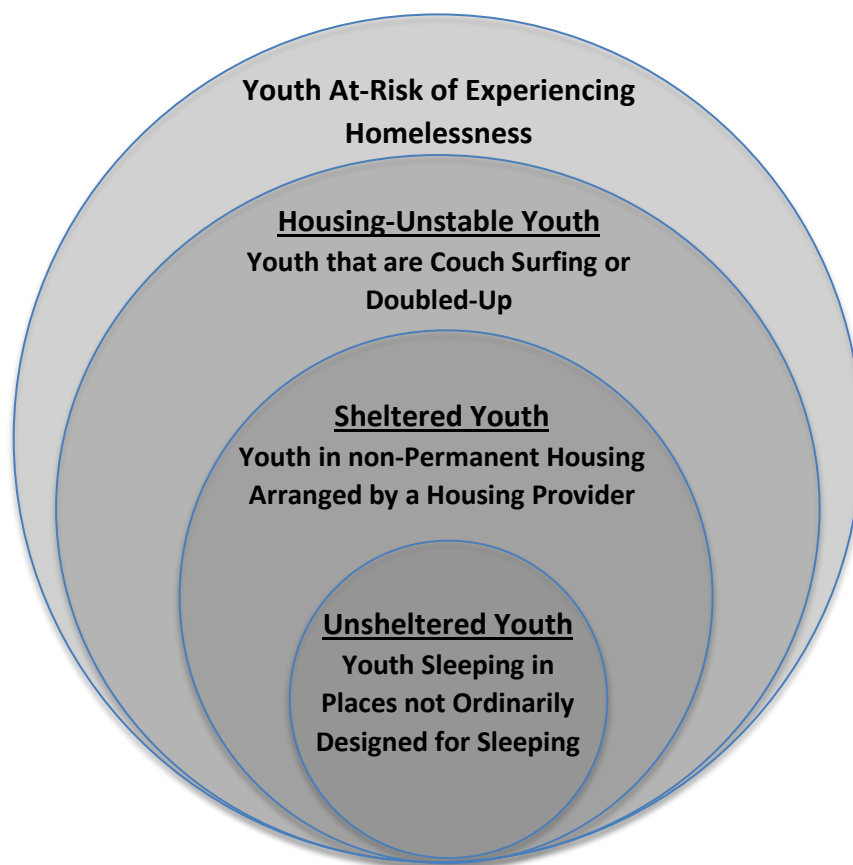 Youth At-Risk of Experiencing
Homelessness
Housing-Unstable Youth
Youth that are Couch Surfing or
Doubled-Up
Sheltered Youth
Youth in non-Permanent Housing
Arranged by a Housing Provider
Unsheltered Youth
Youth Sleeping in
Places not Ordinarily
Designed for Sleeping